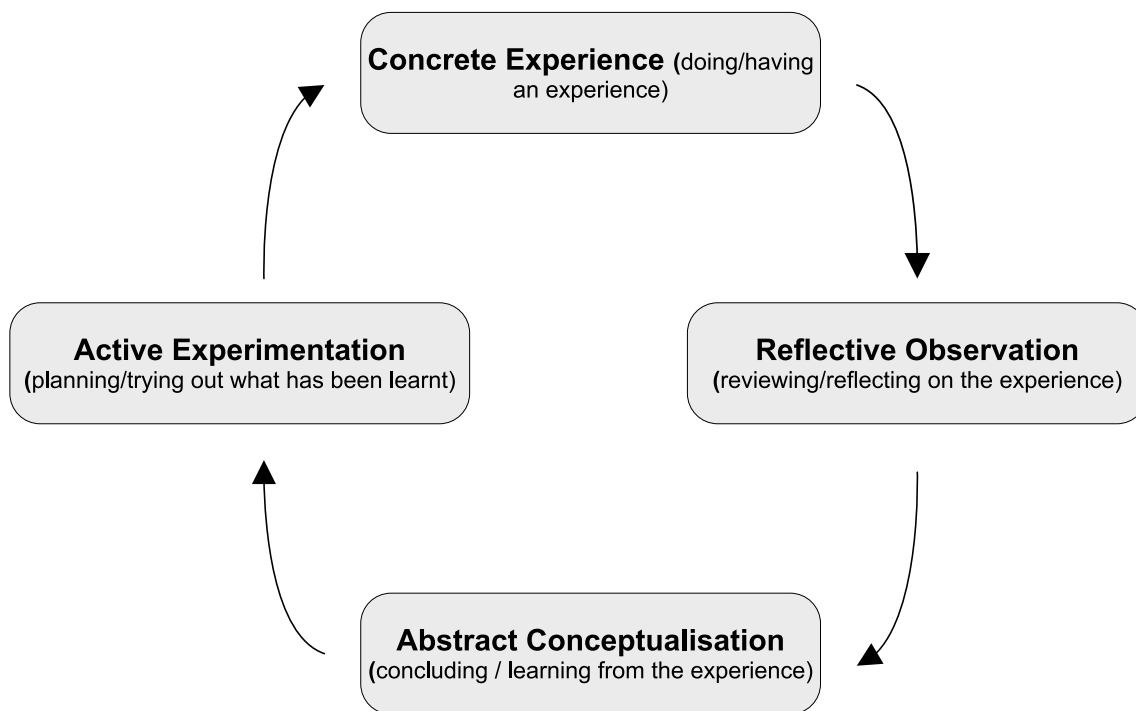 Concrete Experience (doing/having
an experience)
Active Experimentation
(planning/trying out what has been learnt)
Reflective Observation
(reviewing/reflecting on the experience)
Abstract Conceptualisation
(concluding / learning from the experience)